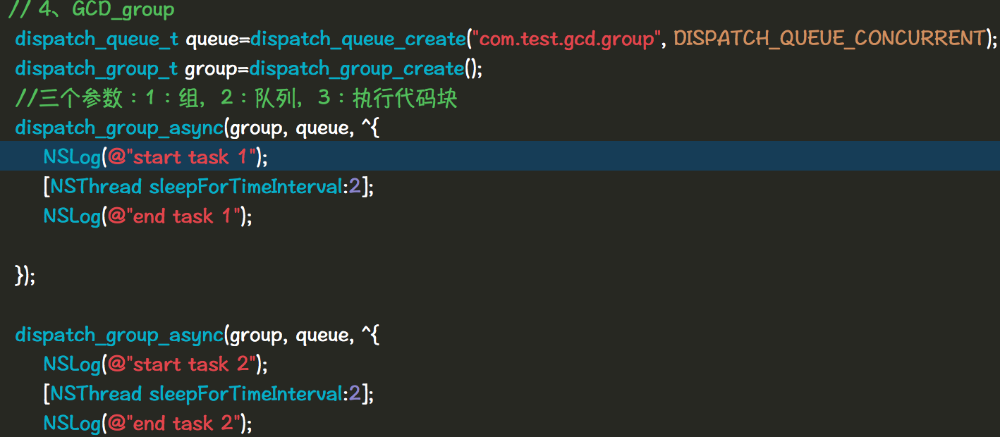 // 4、GCD_group
dispatch_queue_t queue=dispatch_queue_create("com.test.gcd.group", DISPATCH_QUEUE_CONCURRENT);
dispatch_group_t group=dispatch_group_create();
//三个参数：1：组，2：队列，3：执行代码块
dispatch_group_async(group, queue, ^{
NSLog(@"start task 1");
[NSThread sleepForTimeInterval:2];
NSLog(@"end task 1");
});
dispatch_group_async(group, queue, ^{
NSLog(@"start task 2");
[NSThread sleepForTimeInterval:2];
NSLog(@"end task 2");